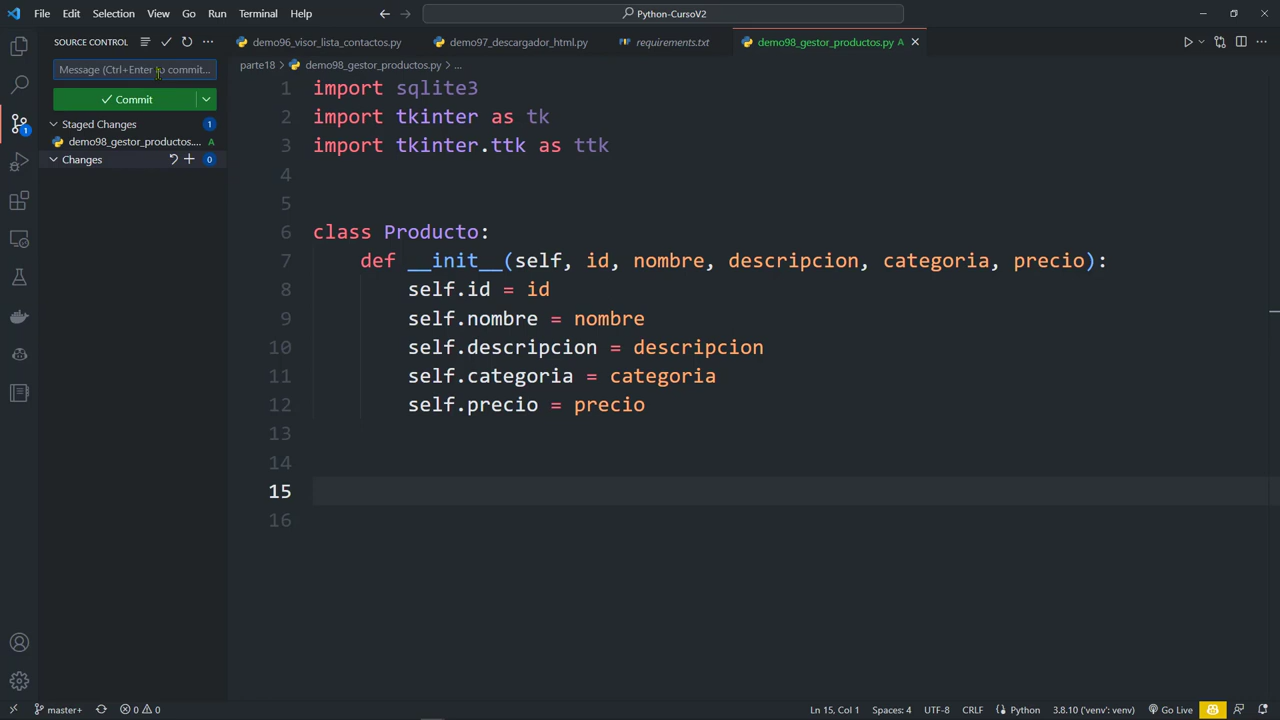 File Edit Selection View Go Run Terminal Help
Python-CursoV2
SOURCE CONTROL
demo96_visor_lista_contactos.py
demo97_descargador_html.py
requirements.txt
demo98_gestor_productos.py A
Message (Ctrl+Enter to commit...
Commit
Staged Changes 1
demo98_gestor_productos.... A
Changes 0
parte18 > demo98_gestor_productos.py > ...
1 import sqlite3
2 import tkinter as tk
3 import tkinter.ttk as ttk
4
5
6 class Producto:
7 def __init__(self, id, nombre, descripcion, categoria, precio):
8 self.id = id
9 self.nombre = nombre
10 self.descripcion = descripcion
11 self.categoria = categoria
12 self.precio = precio
13
14
15
16
1
master+ 0 0
Ln 15, Col 1 Spaces: 4 UTF-8 CRLF Python 3.8.10 ('venv': venv) Go Live